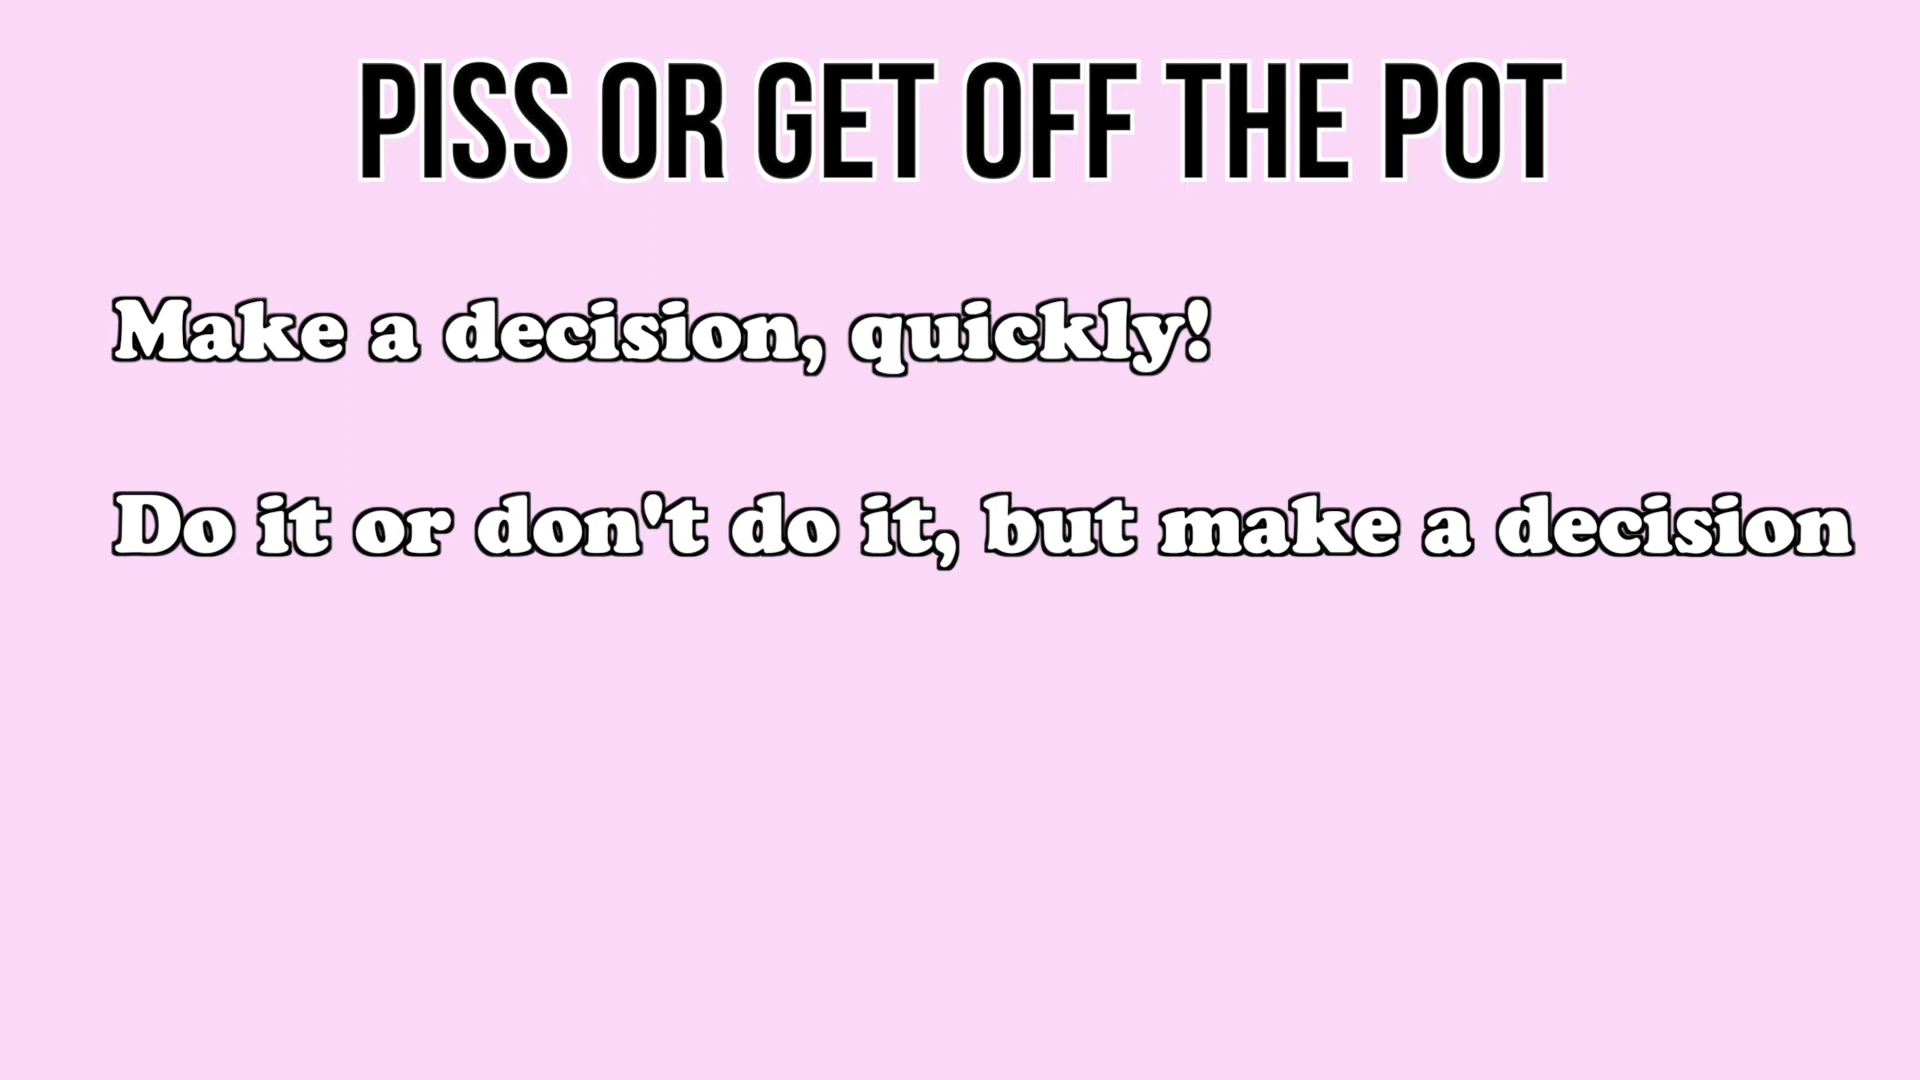 PISS OR GET OFF THE POT
Make a decision, quickly!
Do it or don't do it, but make a decision